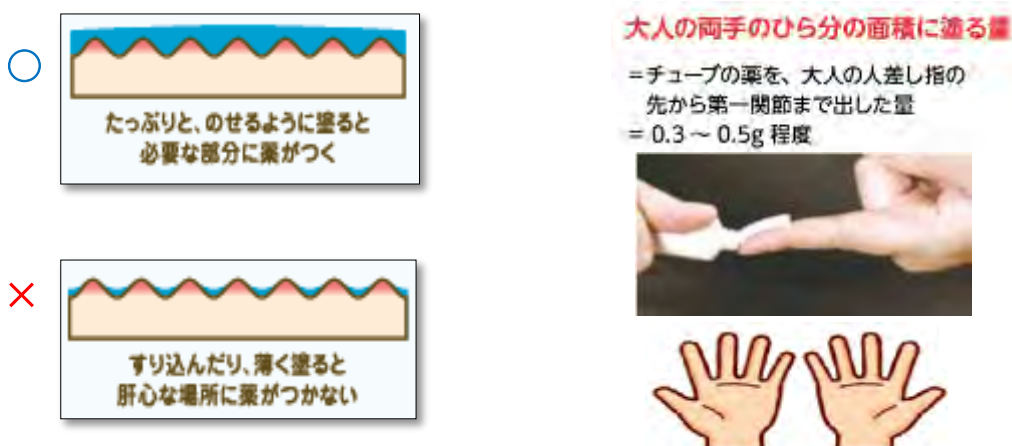 ○
たっぷりと、のせるように塗ると
必要な部分に薬がつく
×
すり込んだり、薄く塗ると
肝心な場所に薬がつかない
大人の両手のひら分の面積に塗る量
=チューブの薬を、大人の人差し指の
先から第一関節まで出した量
= 0.3 ～ 0.5g 程度